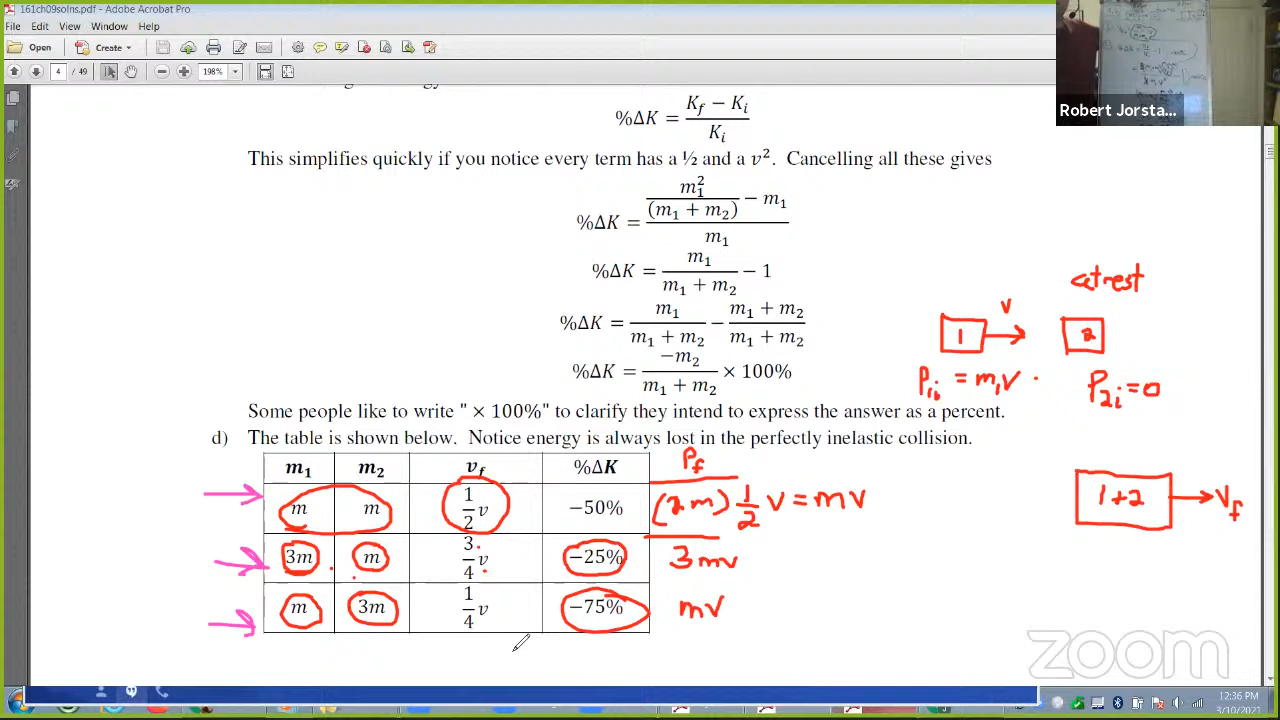 161ch09solns.pdf - Adobe Acrobat Pro
File Edit View Window Help
Open Create
4 / 49 198%
Robert Jorsta...
%ΔK = (K_f − K_i) / K_i
This simplifies quickly if you notice every term has a ½ and a v². Cancelling all these gives
%ΔK = (m₁² / (m₁ + m₂) − m₁) / m₁
%ΔK = m₁ / (m₁ + m₂) − 1
%ΔK = m₁ / (m₁ + m₂) − (m₁ + m₂) / (m₁ + m₂)
%ΔK = −m₂ / (m₁ + m₂) × 100%
at rest
v
1 2
P₁ᵢ = m₁v P₂ᵢ = 0
Some people like to write " × 100%" to clarify they intend to express the answer as a percent.
d) The table is shown below. Notice energy is always lost in the perfectly inelastic collision.
m₁ m₂ v_f %ΔK P_f
m m 1/2 v −50% (2m) 1/2 v = mv
3m m 3/4 v −25% 3mv
m 3m 1/4 v −75% mv
1+2 V_f
zoom
12:36 PM
3/10/2021